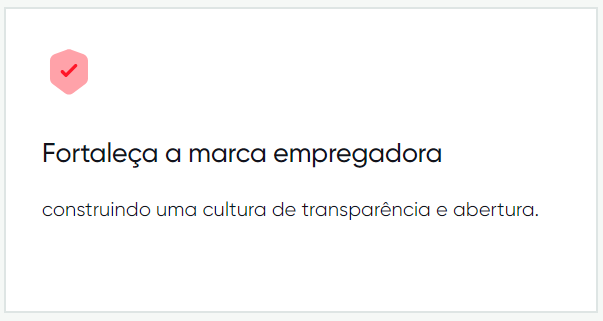 Fortaleça a marca empregadora
construindo uma cultura de transparência e abertura.